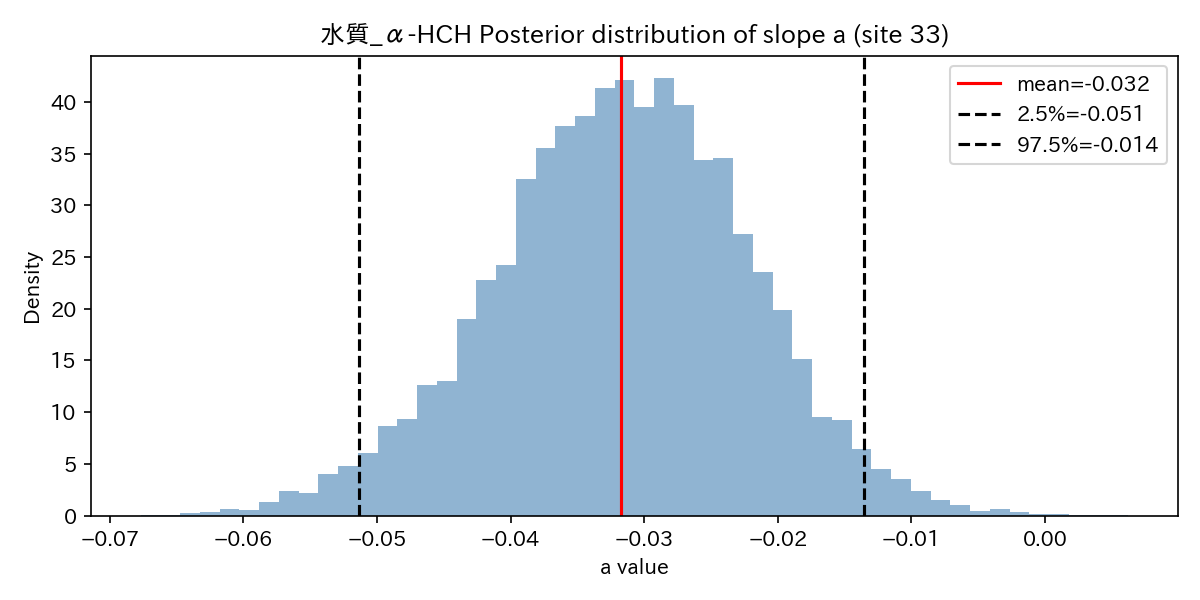 水質_α-HCH Posterior distribution of slope a (site 33)
mean=-0.032
2.5%=-0.051
97.5%=-0.014
Density
40
35
30
25
20
15
10
5
0
−0.07 −0.06 −0.05 −0.04 −0.03 −0.02 −0.01 0.00
a value